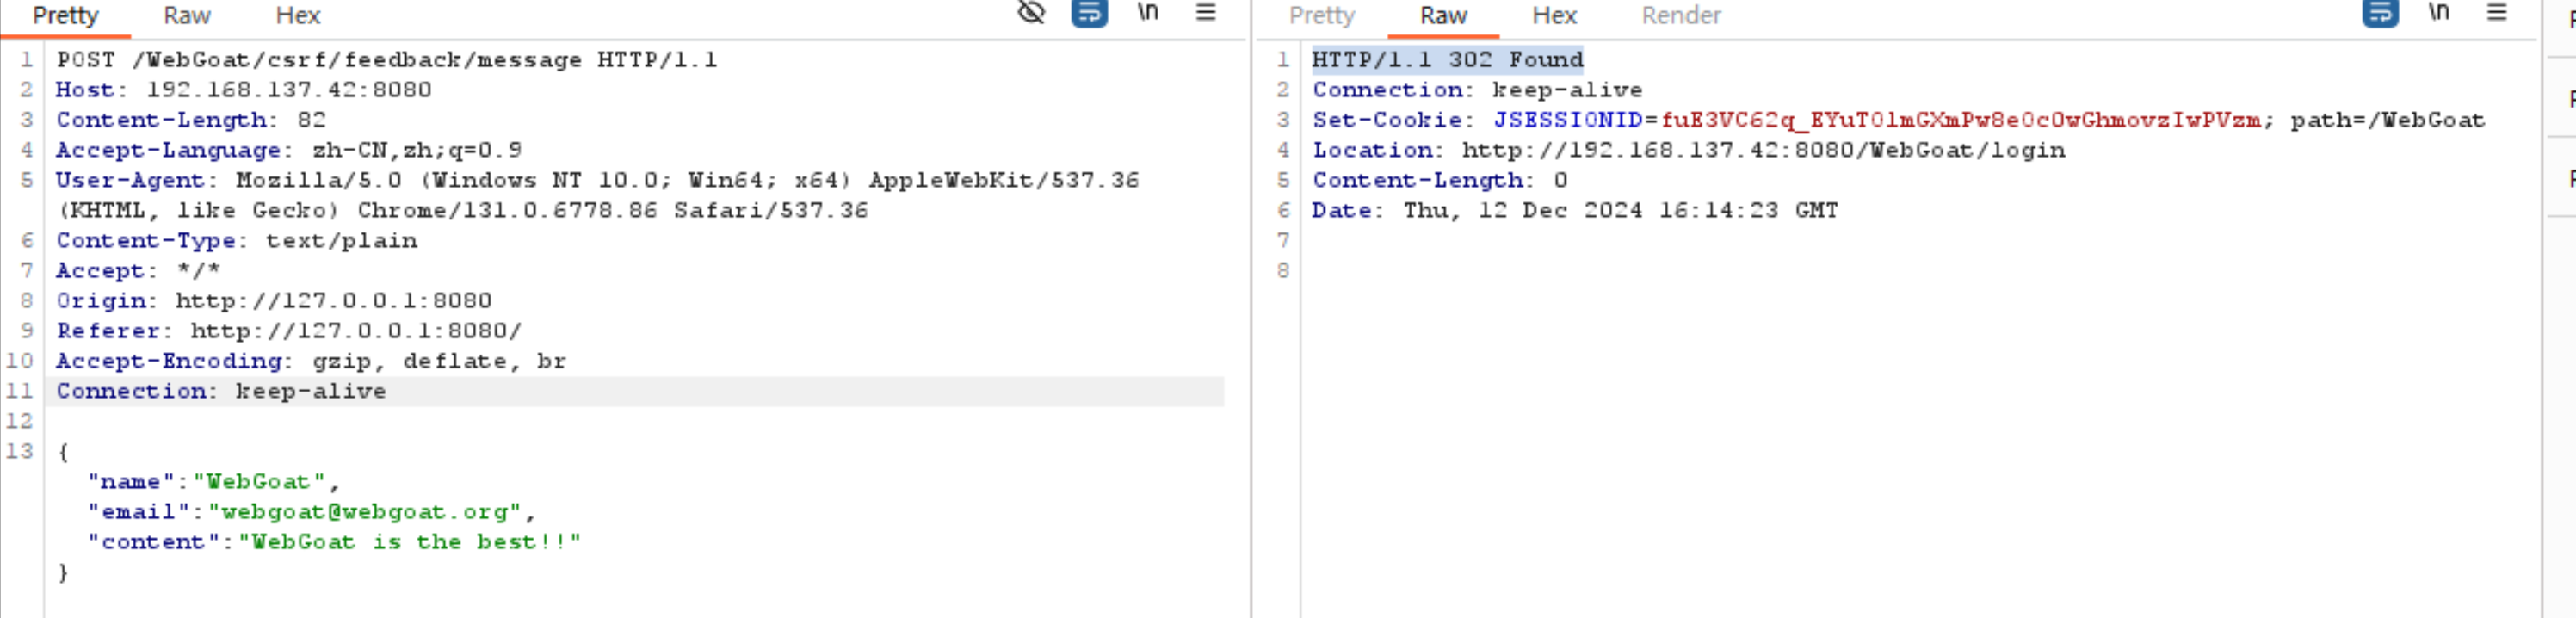 Pretty Raw Hex \n
1 POST /WebGoat/csrf/feedback/message HTTP/1.1
2 Host: 192.168.137.42:8080
3 Content-Length: 82
4 Accept-Language: zh-CN,zh;q=0.9
5 User-Agent: Mozilla/5.0 (Windows NT 10.0; Win64; x64) AppleWebKit/537.36
(KHTML, like Gecko) Chrome/131.0.6778.86 Safari/537.36
6 Content-Type: text/plain
7 Accept: */*
8 Origin: http://127.0.0.1:8080
9 Referer: http://127.0.0.1:8080/
10 Accept-Encoding: gzip, deflate, br
11 Connection: keep-alive
12
13 {
"name":"WebGoat",
"email":"webgoat@webgoat.org",
"content":"WebGoat is the best!!"
}
Pretty Raw Hex Render \n
1 HTTP/1.1 302 Found
2 Connection: keep-alive
3 Set-Cookie: JSESSIONID=fuE3VC62q_EYuT0lmGXmPw8e0c0wGhmovzIwPVzm; path=/WebGoat
4 Location: http://192.168.137.42:8080/WebGoat/login
5 Content-Length: 0
6 Date: Thu, 12 Dec 2024 16:14:23 GMT
7
8